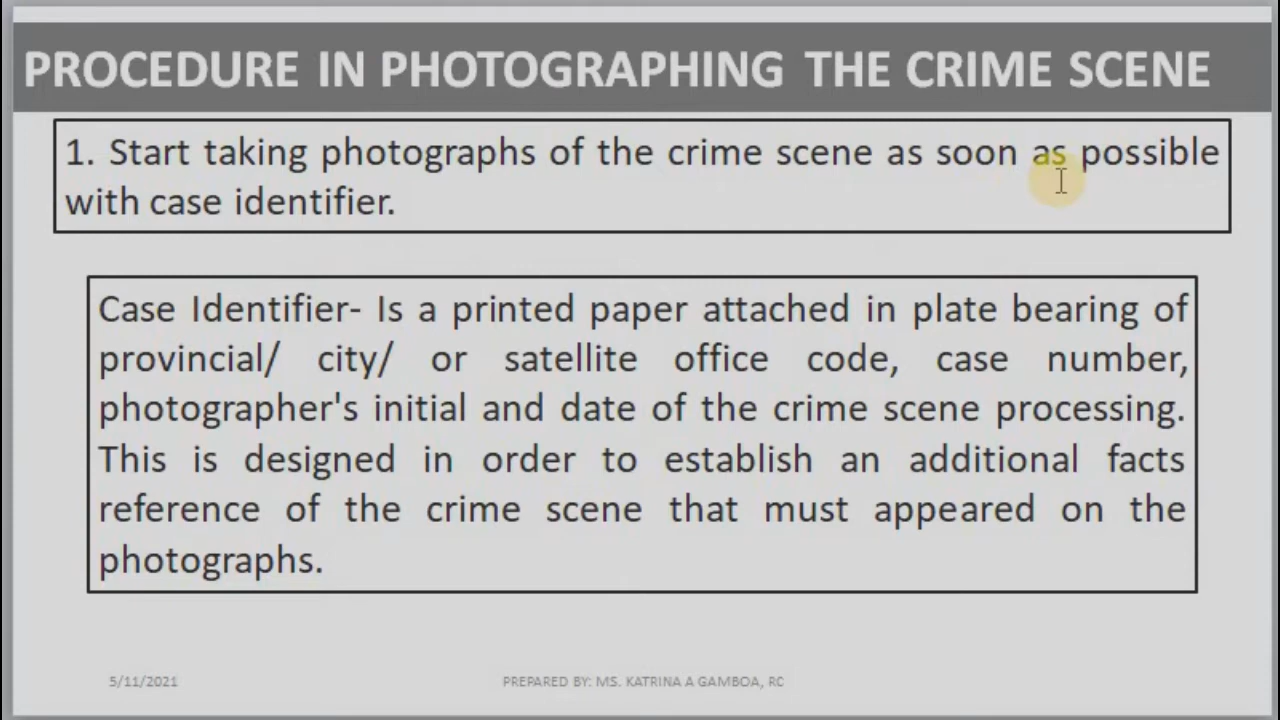 PROCEDURE IN PHOTOGRAPHING THE CRIME SCENE
1. Start taking photographs of the crime scene as soon as possible
with case identifier.
Case Identifier- Is a printed paper attached in plate bearing of
provincial/ city/ or satellite office code, case number,
photographer's initial and date of the crime scene processing.
This is designed in order to establish an additional facts
reference of the crime scene that must appeared on the
photographs.
5/11/2021 PREPARED BY: MS. KATRINA A GAMBOA, RC